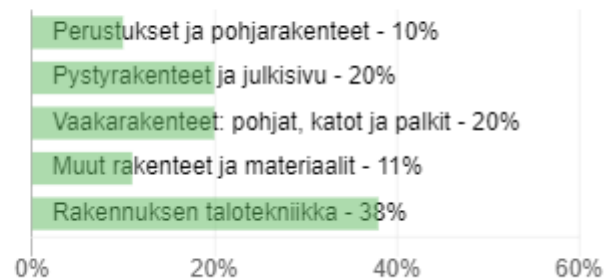 Perustukset ja pohjarakenteet - 10%
Pystyrakenteet ja julkisivu - 20%
Vaakarakenteet: pohjat, katot ja palkit - 20%
Muut rakenteet ja materiaalit - 11%
Rakennuksen talotekniikka - 38%
0% 20% 40% 60%